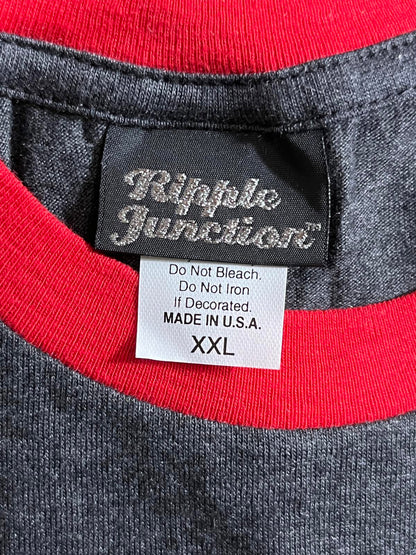 Ripple
Junction™
Do Not Bleach.
Do Not Iron
If Decorated.
MADE IN U.S.A.
XXL